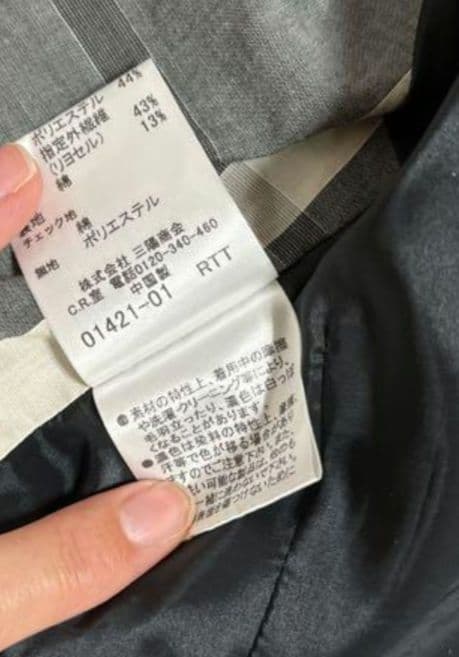 ポリエステル 44%
指定外繊維 43%
(リヨセル) 13%
綿
裏地
チェック地 綿
ポリエステル
無地
株式会社 三陽商会
C.R.室 電話0120-340-460
中国製 RTT
01421-01
素材の特性上、着用中の摩擦
や洗濯、クリーニング等により、
毛羽立ったり、濃色は白っぽ
くなることがあります。
濃色は染料の特性上、摩擦、
汗等で色が移る場合があ
ますのでご注意下さい。